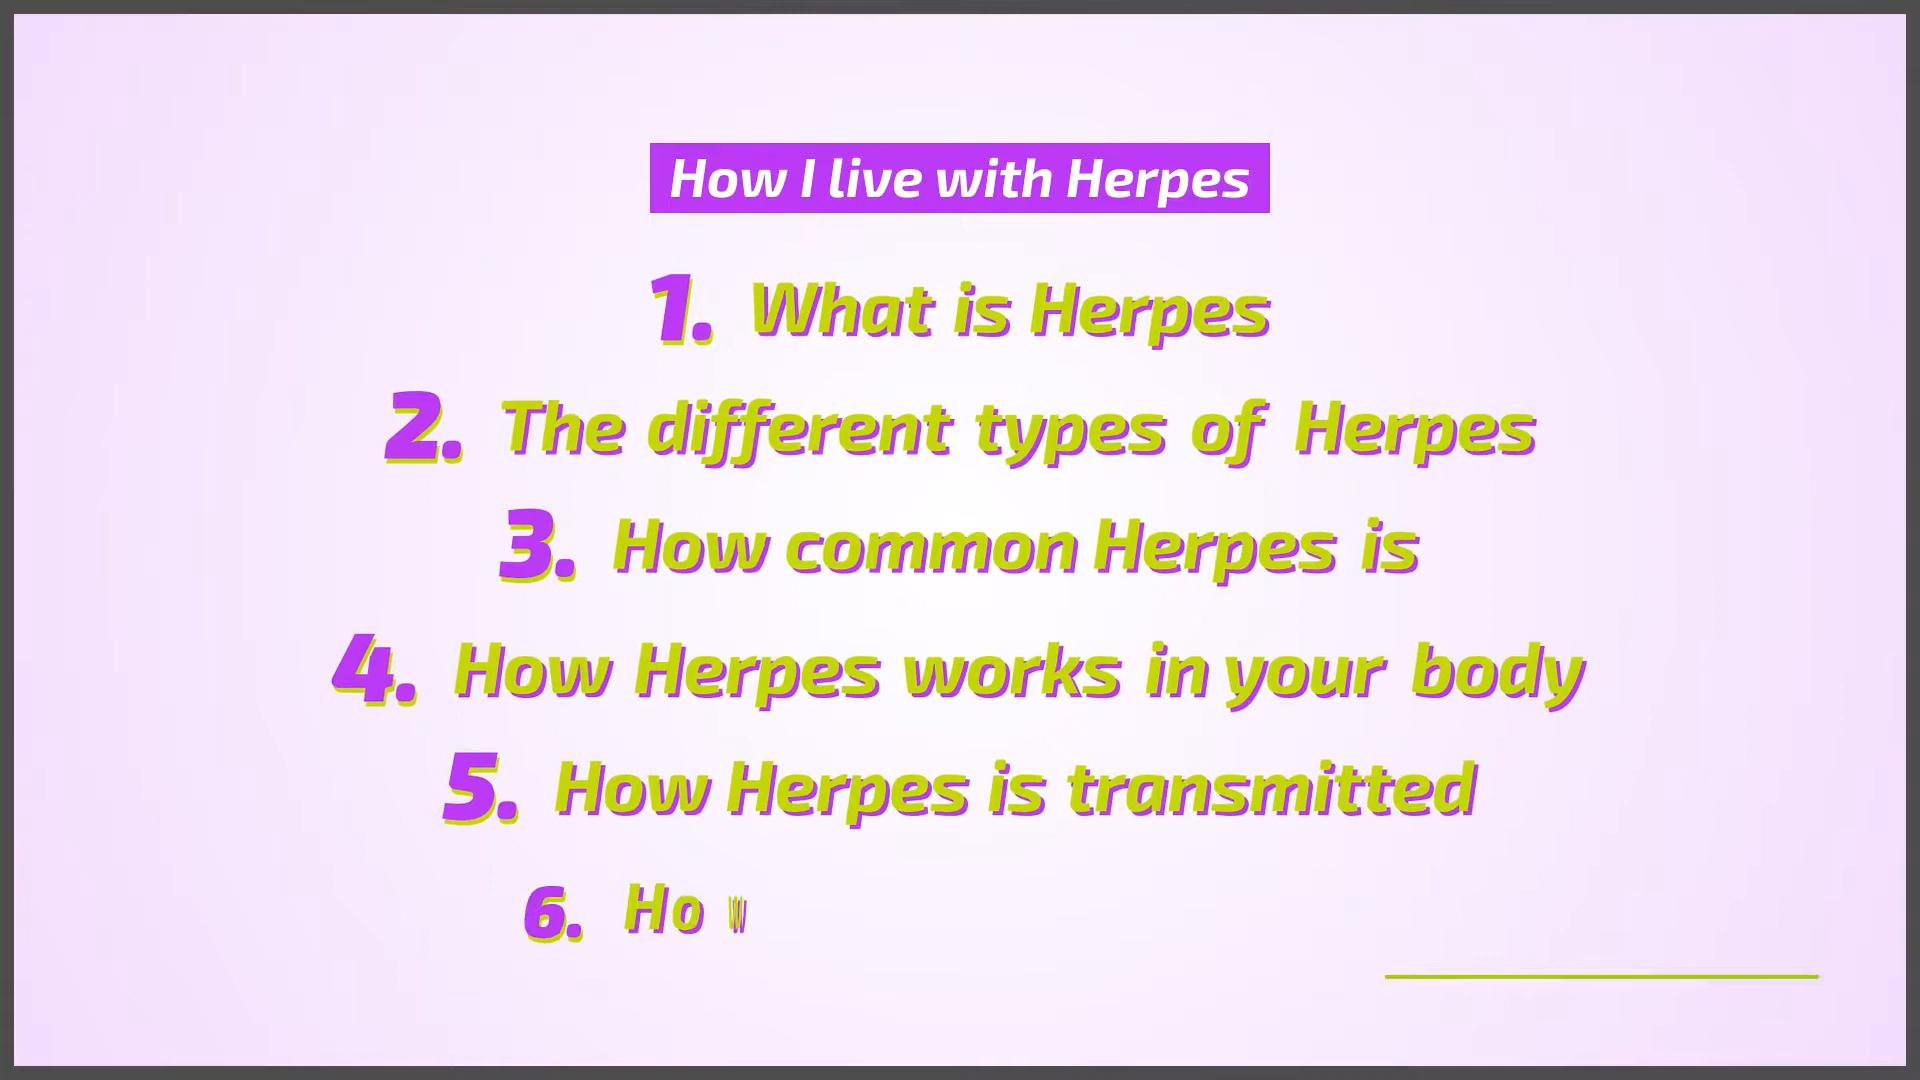 How I live with Herpes
1. What is Herpes
2. The different types of Herpes
3. How common Herpes is
4. How Herpes works in your body
5. How Herpes is transmitted
6. How